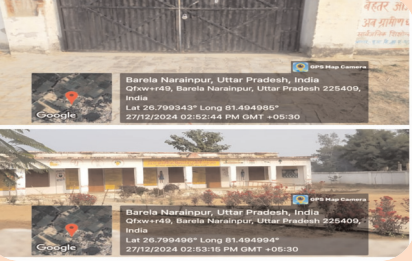 बेहतर
GPS Map Camera
Barela Narainpur, Uttar Pradesh, India
Qfxw+r49, Barela Narainpur, Uttar Pradesh 225409,
India
Lat 26.799343° Long 81.494985°
27/12/2024 02:52:44 PM GMT +05:30
Google
GPS Map Camera
Barela Narainpur, Uttar Pradesh, India
Qfxw+r49, Barela Narainpur, Uttar Pradesh 225409,
India
Lat 26.799496° Long 81.494994°
27/12/2024 02:53:15 PM GMT +05:30
Google